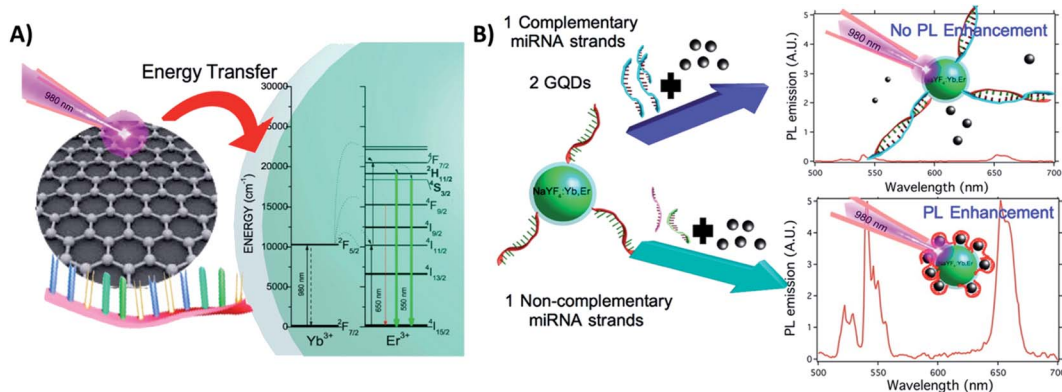 A)
980 nm
Energy Transfer
ENERGY (cm⁻¹)
30000
25000
20000
15000
10000
5000
0
980 nm
²F₅/₂
²F₇/₂
Yb³⁺
650 nm
550 nm
⁴F₇/₂
²H₁₁/₂
⁴S₃/₂
⁴F₉/₂
⁴I₉/₂
⁴I₁₁/₂
⁴I₁₃/₂
⁴I₁₅/₂
Er³⁺
B)
1 Complementary
miRNA strands
2 GQDs
NaYF₄:Yb,Er
1 Non-complementary
miRNA strands
No PL Enhancement
980 nm
NaYF₄:Yb,Er
PL emission (A.U.)
5
4
3
2
1
0
500
550
600
650
700
Wavelength (nm)
PL Enhancement
980 nm
NaYF₄:Yb,Er
PL emission (A.U.)
5
4
3
2
1
0
500
550
600
650
700
Wavelength (nm)